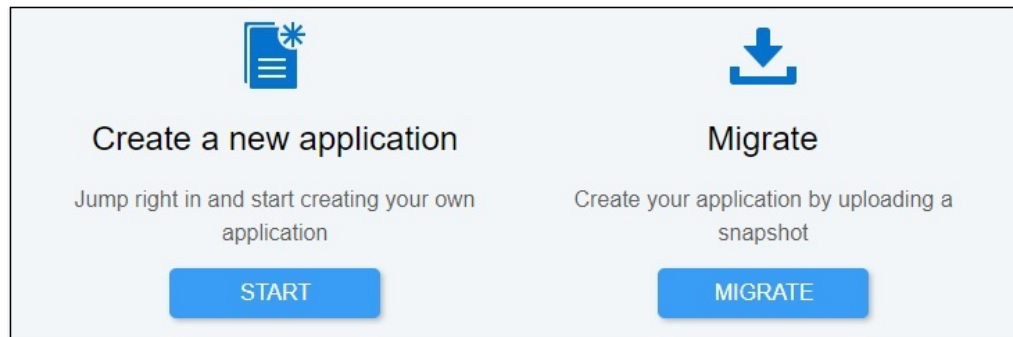 Create a new application
Jump right in and start creating your own
application
START
Migrate
Create your application by uploading a
snapshot
MIGRATE